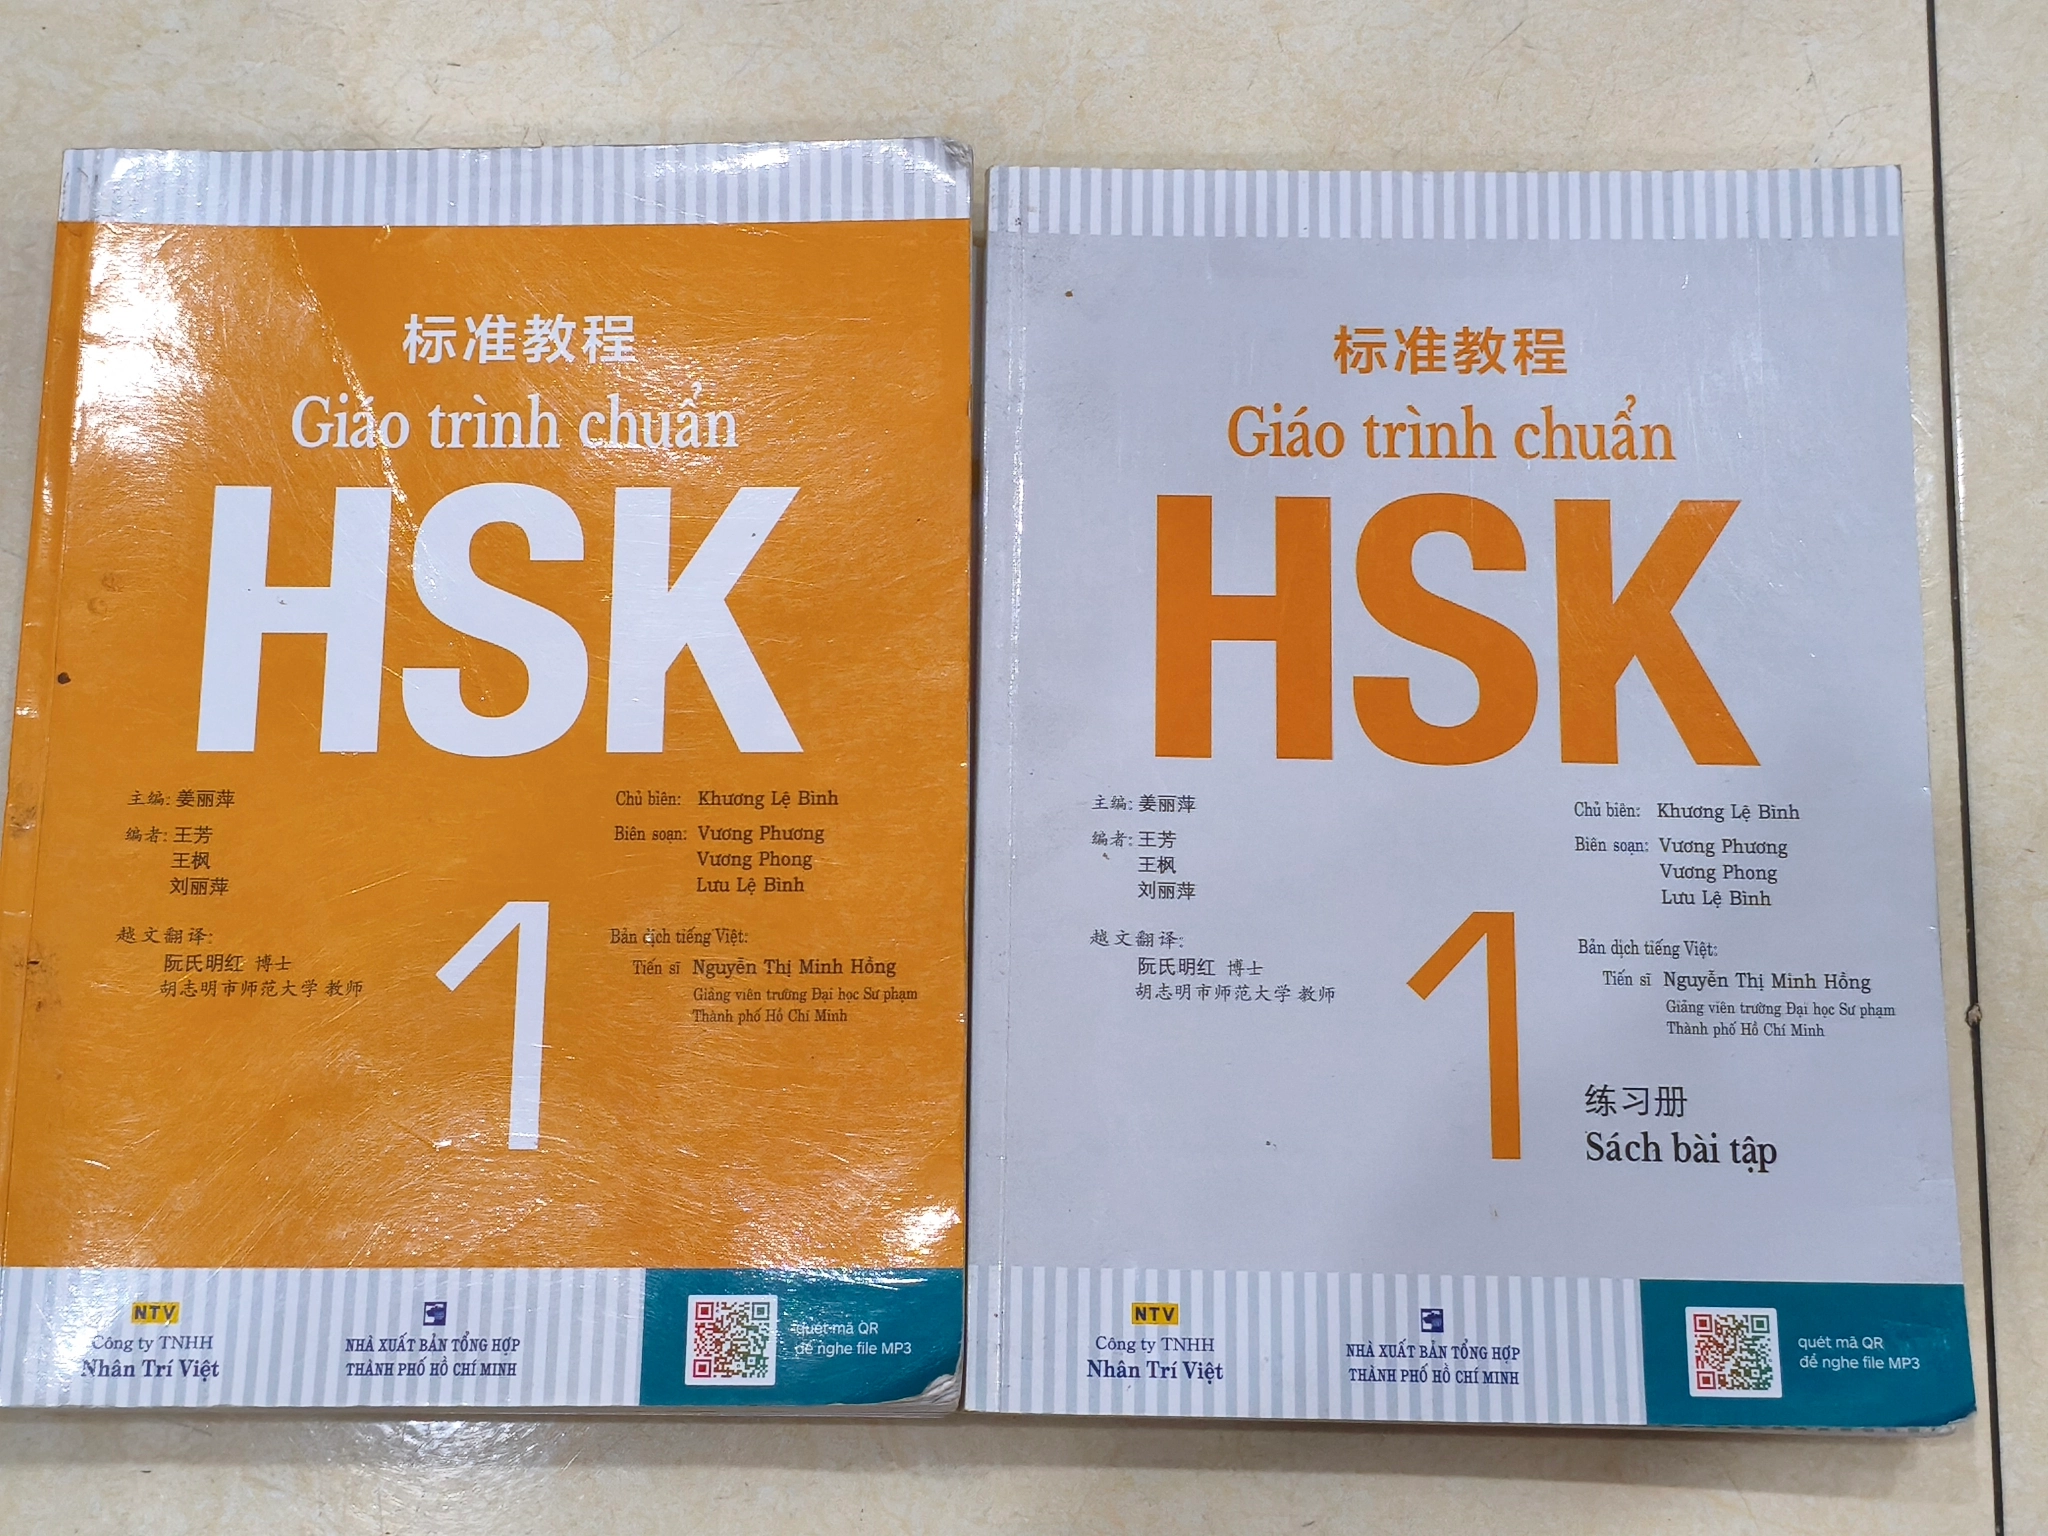 标准教程
Giáo trình chuẩn
HSK
主编: 姜丽萍
编者: 王芳
王枫
刘丽萍
越文翻译:
阮氏明红 博士
胡志明市师范大学 教师
Chủ biên: Khương Lệ Bình
Biên soạn: Vương Phương
Vương Phong
Lưu Lệ Bình
Bản dịch tiếng Việt:
Tiến sĩ Nguyễn Thị Minh Hồng
Giảng viên trường Đại học Sư phạm
Thành phố Hồ Chí Minh
1
NTV
Công ty TNHH
Nhân Trí Việt
NHÀ XUẤT BẢN TỔNG HỢP
THÀNH PHỐ HỒ CHÍ MINH
quét mã QR
để nghe file MP3
标准教程
Giáo trình chuẩn
HSK
主编: 姜丽萍
编者: 王芳
王枫
刘丽萍
越文翻译:
阮氏明红 博士
胡志明市师范大学 教师
Chủ biên: Khương Lệ Bình
Biên soạn: Vương Phương
Vương Phong
Lưu Lệ Bình
Bản dịch tiếng Việt:
Tiến sĩ Nguyễn Thị Minh Hồng
Giảng viên trường Đại học Sư phạm
Thành phố Hồ Chí Minh
1
练习册
Sách bài tập
NTV
Công ty TNHH
Nhân Trí Việt
NHÀ XUẤT BẢN TỔNG HỢP
THÀNH PHỐ HỒ CHÍ MINH
quét mã QR
để nghe file MP3